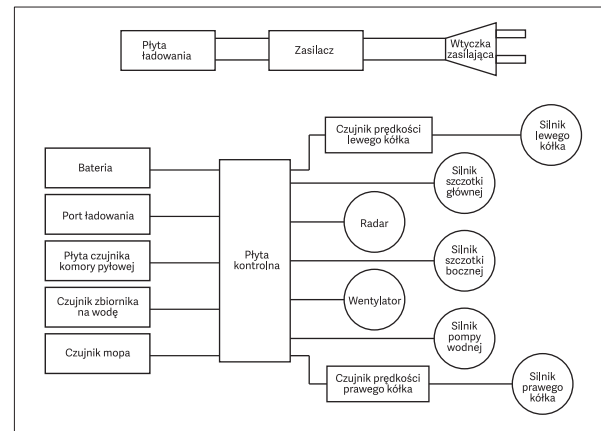 Płyta
ładowania
Zasilacz
Wtyczka
zasilająca
Czujnik prędkości
lewego kółka
Silnik
lewego
kółka
Bateria
Port ładowania
Płyta czujnika
komory pyłowej
Czujnik zbiornika
na wodę
Czujnik mopa
Płyta
kontrolna
Silnik
szczotki
głównej
Radar
Silnik
szczotki
bocznej
Wentylator
Silnik
pompy
wodnej
Czujnik prędkości
prawego kółka
Silnik
prawego
kółka